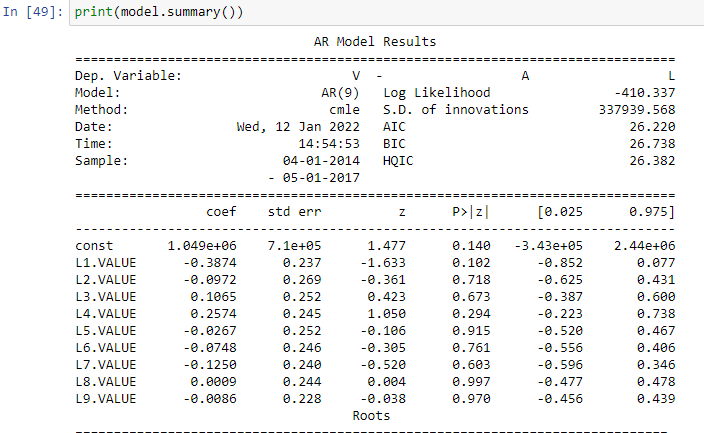 In [49]: print(model.summary())
AR Model Results
==============================================================================
Dep. Variable: V - A L
Model: AR(9) Log Likelihood -410.337
Method: cmle S.D. of innovations 337939.568
Date: Wed, 12 Jan 2022 AIC 26.220
Time: 14:54:53 BIC 26.738
Sample: 04-01-2014 HQIC 26.382
- 05-01-2017
==============================================================================
coef std err z P>|z| [0.025 0.975]
------------------------------------------------------------------------------
const 1.049e+06 7.1e+05 1.477 0.140 -3.43e+05 2.44e+06
L1.VALUE -0.3874 0.237 -1.633 0.102 -0.852 0.077
L2.VALUE -0.0972 0.269 -0.361 0.718 -0.625 0.431
L3.VALUE 0.1065 0.252 0.423 0.673 -0.387 0.600
L4.VALUE 0.2574 0.245 1.050 0.294 -0.223 0.738
L5.VALUE -0.0267 0.252 -0.106 0.915 -0.520 0.467
L6.VALUE -0.0748 0.246 -0.305 0.761 -0.556 0.406
L7.VALUE -0.1250 0.240 -0.520 0.603 -0.596 0.346
L8.VALUE 0.0009 0.244 0.004 0.997 -0.477 0.478
L9.VALUE -0.0086 0.228 -0.038 0.970 -0.456 0.439
Roots
-----------------------------------------------------------------------------